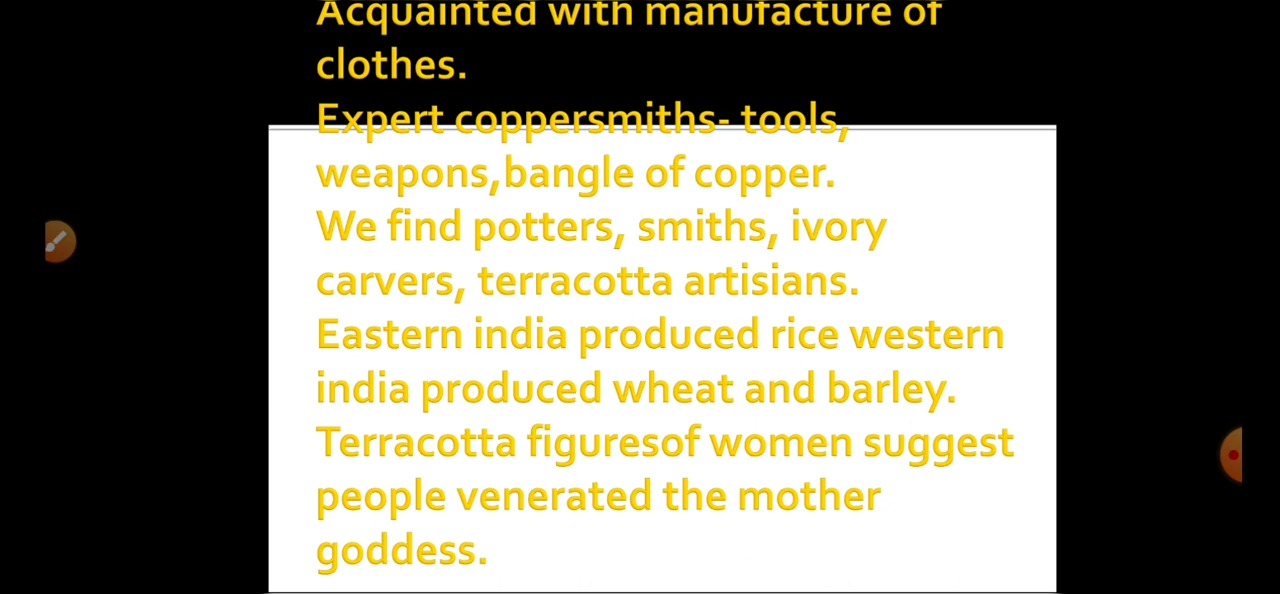 Acquainted with manufacture of
clothes.
Expert coppersmiths- tools,
weapons,bangle of copper.
We find potters, smiths, ivory
carvers, terracotta artisians.
Eastern india produced rice western
india produced wheat and barley.
Terracotta figuresof women suggest
people venerated the mother
goddess.